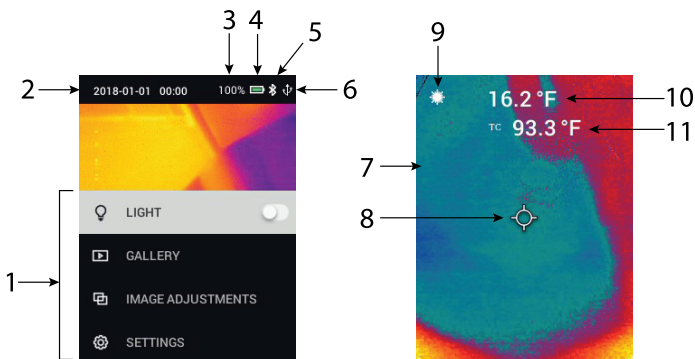 3 4 5 9
2 2018-01-01 00:00 100% 6
16.2 °F 10
TC 93.3 °F 11
7
1 LIGHT 8
GALLERY
IMAGE ADJUSTMENTS
SETTINGS